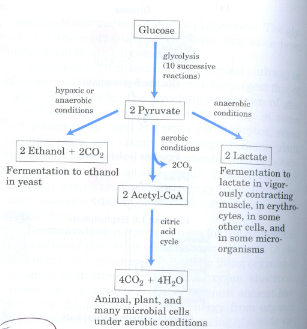 Glucose
glycolysis
(10 successive
reactions)
hypoxic or
anaerobic
conditions
anaerobic
conditions
2 Pyruvate
aerobic
conditions
2CO₂
2 Ethanol + 2CO₂
Fermentation to ethanol
in yeast
2 Lactate
Fermentation to
lactate in vigor-
ously contracting
muscle, in erythro-
cytes, in some
other cells, and
in some micro-
organisms
2 Acetyl-CoA
citric
acid
cycle
4CO₂ + 4H₂O
Animal, plant, and
many microbial cells
under aerobic conditions